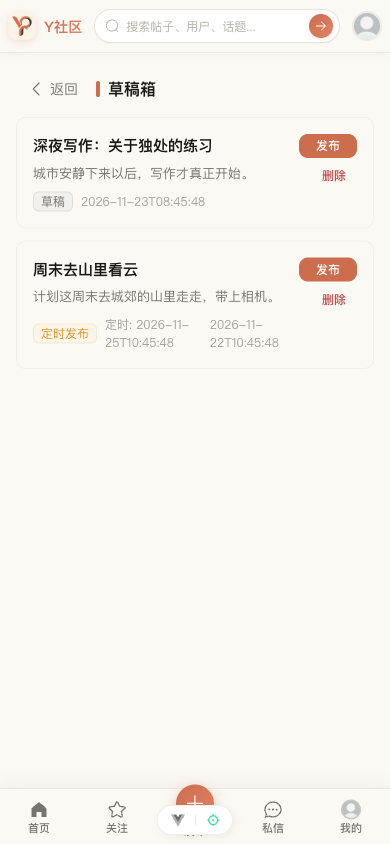 Y社区
搜索帖子、用户、话题...
返回
草稿箱
深夜写作：关于独处的练习
发布
城市安静下来以后，写作才真正开始。
删除
草稿
2026-11-23T08:45:48
周末去山里看云
发布
计划这周末去城郊的山里走走，带上相机。
删除
定时发布
定时: 2026-11-
25T10:45:48
2026-11-
22T10:45:48
首页
关注
私信
我的